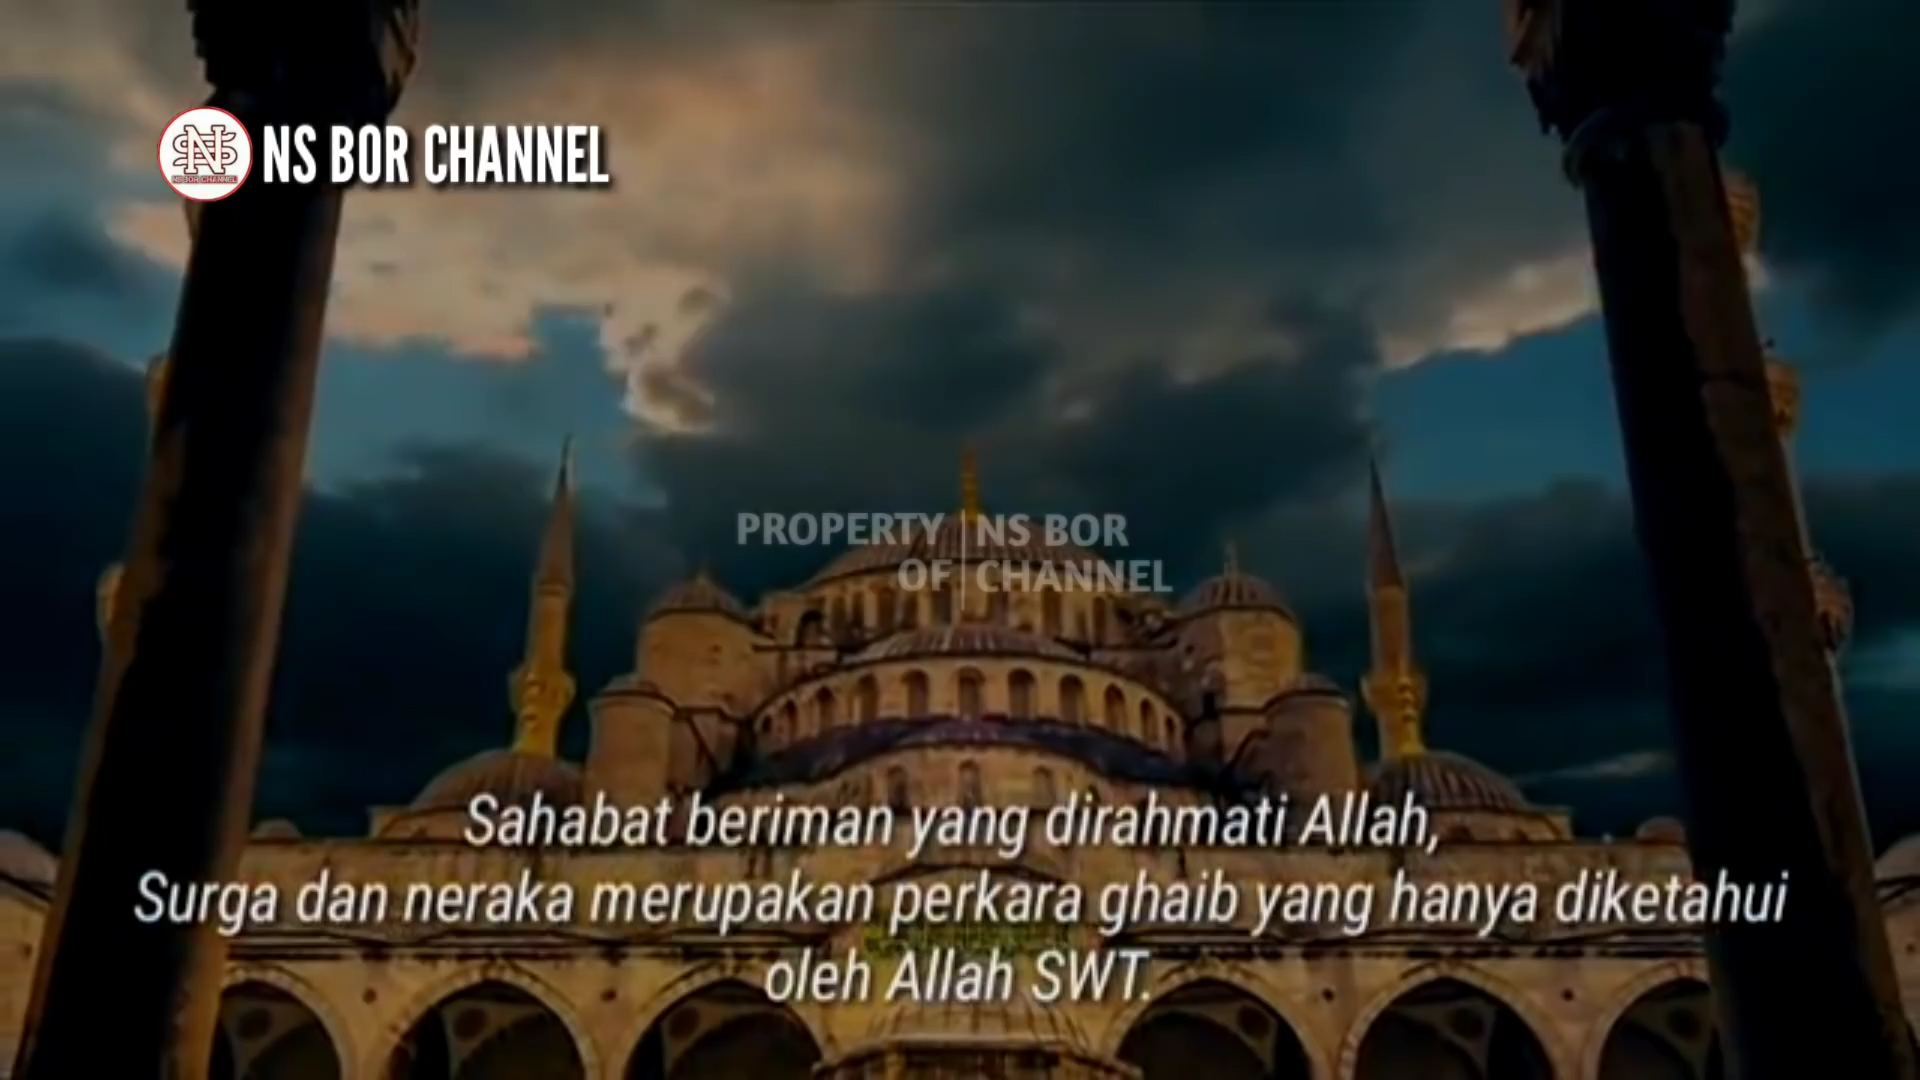 NS BOR CHANNEL
PROPERTY OF NS BOR CHANNEL
Sahabat beriman yang dirahmati Allah,
Surga dan neraka merupakan perkara ghaib yang hanya diketahui
oleh Allah SWT.